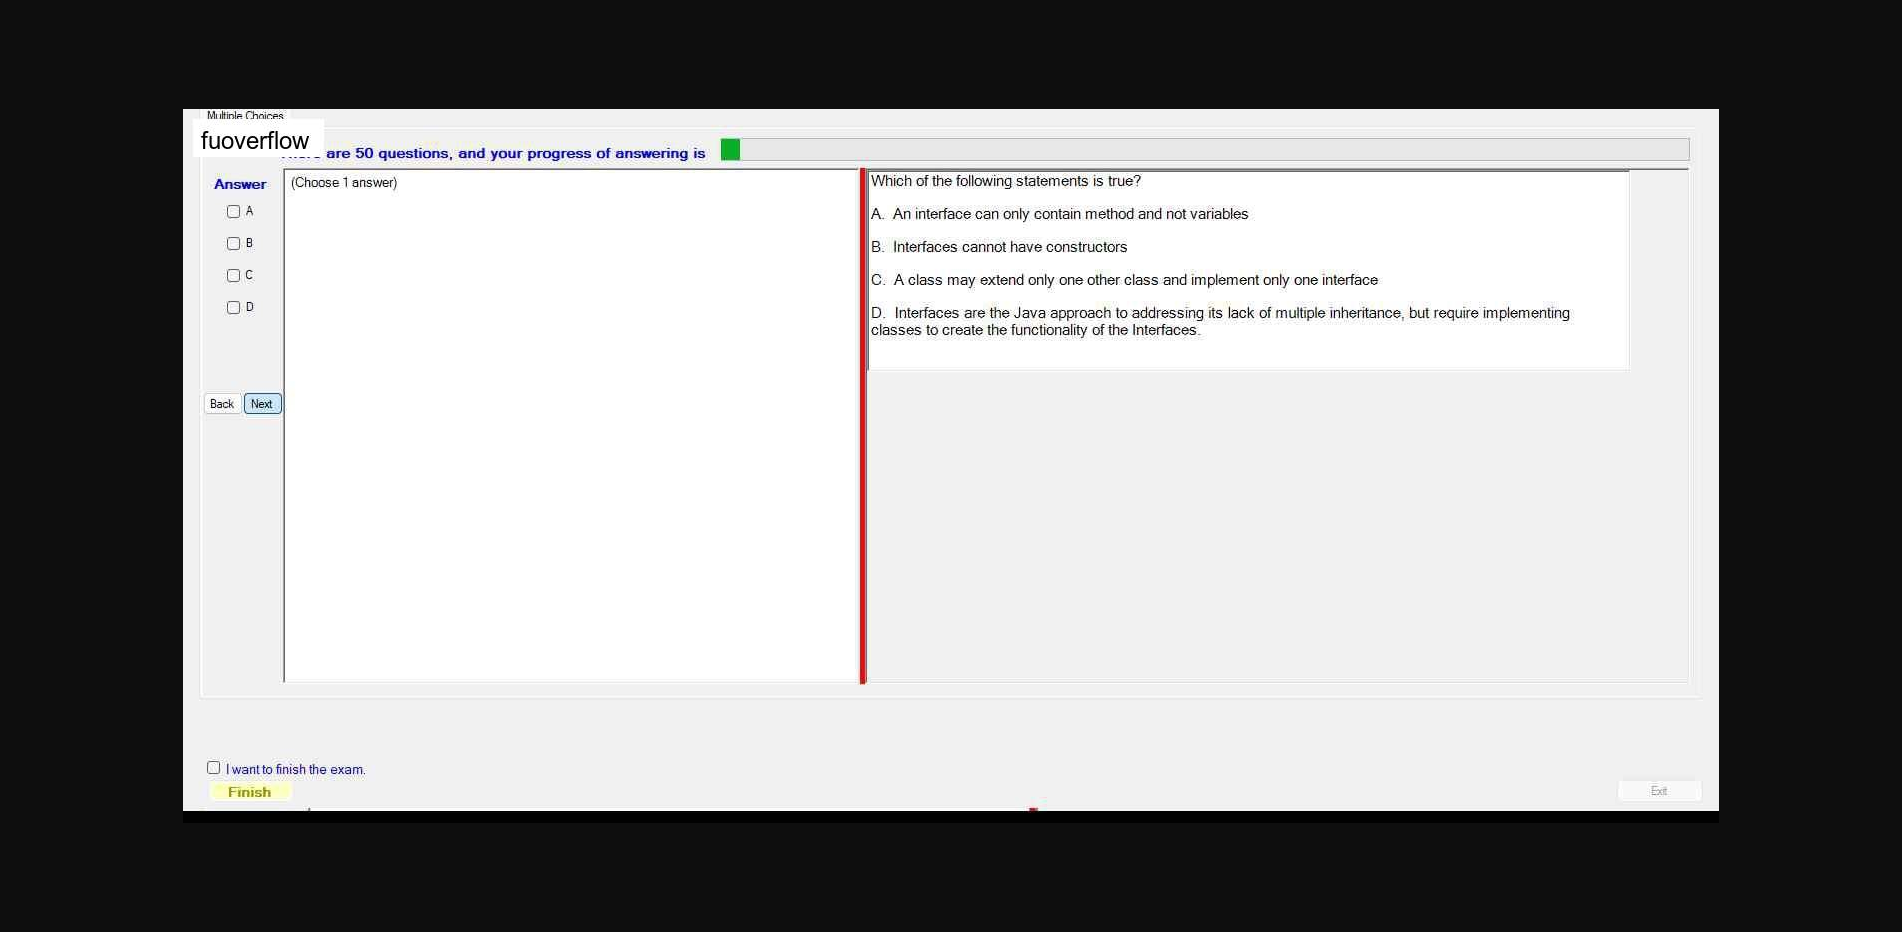 Multiple Choices
fuoverflow
are 50 questions, and your progress of answering is
Answer
(Choose 1 answer)
A
B
C
D
Back Next
Which of the following statements is true?
A. An interface can only contain method and not variables
B. Interfaces cannot have constructors
C. A class may extend only one other class and implement only one interface
D. Interfaces are the Java approach to addressing its lack of multiple inheritance, but require implementing
classes to create the functionality of the Interfaces.
I want to finish the exam.
Finish
Exit